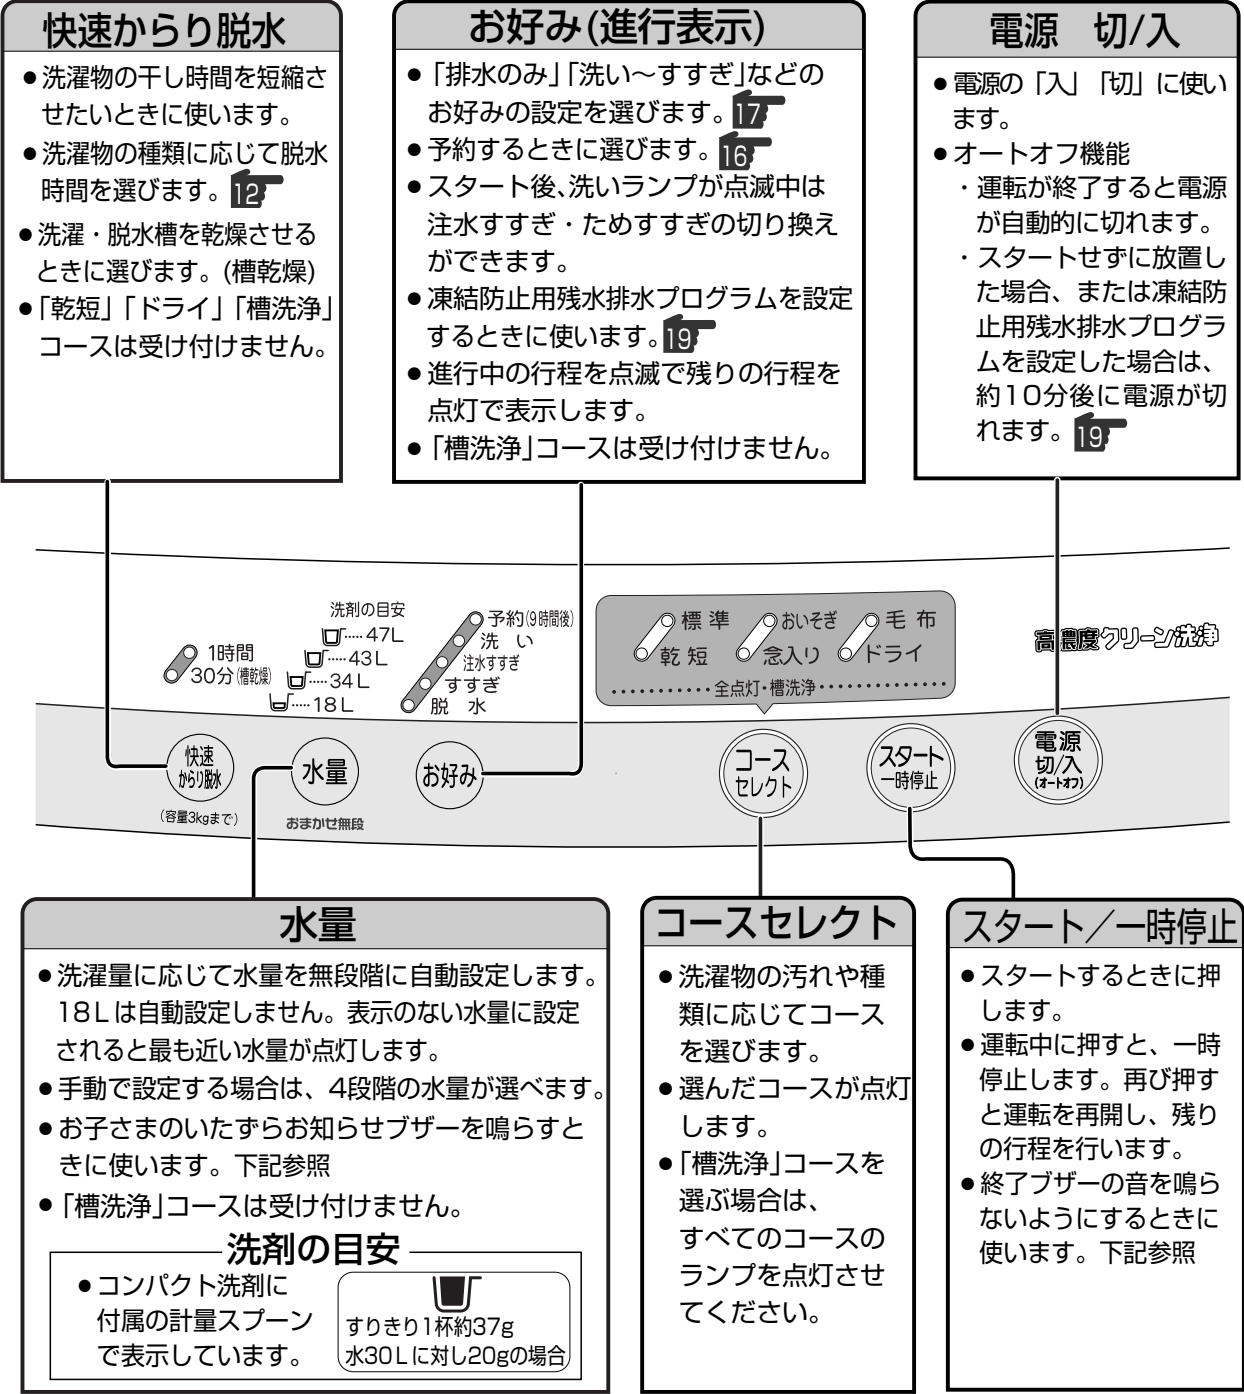 快速からり脱水
●洗濯物の干し時間を短縮さ
せたいときに使います。
●洗濯物の種類に応じて脱水
時間を選びます。12
●洗濯・脱水槽を乾燥させる
ときに選びます。(槽乾燥)
●「乾短」「ドライ」「槽洗浄」
コースは受け付けません。
お好み(進行表示)
●「排水のみ」「洗い～すすぎ」などの
お好みの設定を選びます。17
●予約するときに選びます。16
●スタート後、洗いランプが点滅中は
注水すすぎ・ためすすぎの切り換え
ができます。
●凍結防止用残水排水プログラムを設定
するときに使います。19
●進行中の行程を点滅で残りの行程を
点灯で表示します。
●「槽洗浄」コースは受け付けません。
電源 切/入
●電源の「入」「切」に使い
ます。
●オートオフ機能
・運転が終了すると電源
が自動的に切れます。
・スタートせずに放置し
た場合、または凍結防
止用残水排水プログラ
ムを設定した場合は、
約10分後に電源が切
れます。19
1時間
30分(槽乾燥)
洗剤の目安
47L
43L
34L
18L
予約(9時間後)
洗い
注水すすぎ
すすぎ
脱水
標準
おいそぎ
毛布
乾短
念入り
ドライ
全点灯・槽洗浄
高濃度クリーン洗浄
快速
からり脱水
(容量3kgまで)
水量
おまかせ無段
お好み
コース
セレクト
スタート
一時停止
電源
切/入
(オートオフ)
水量
●洗濯量に応じて水量を無段階に自動設定します。
18Lは自動設定しません。表示のない水量に設定
されると最も近い水量が点灯します。
●手動で設定する場合は、4段階の水量が選べます。
●お子さまのいたずらお知らせブザーを鳴らすと
きに使います。下記参照
●「槽洗浄」コースは受け付けません。
洗剤の目安
●コンパクト洗剤に
付属の計量スプーン
で表示しています。
すりきり1杯約37g
水30Lに対し20gの場合
コースセレクト
●洗濯物の汚れや種
類に応じてコース
を選びます。
●選んだコースが点灯
します。
●「槽洗浄」コースを
選ぶ場合は、
すべてのコースの
ランプを点灯させ
てください。
スタート／一時停止
●スタートするときに押
します。
●運転中に押すと、一時
停止します。再び押す
と運転を再開し、残り
の行程を行います。
●終了ブザーの音を鳴ら
ないようにするときに
使います。下記参照